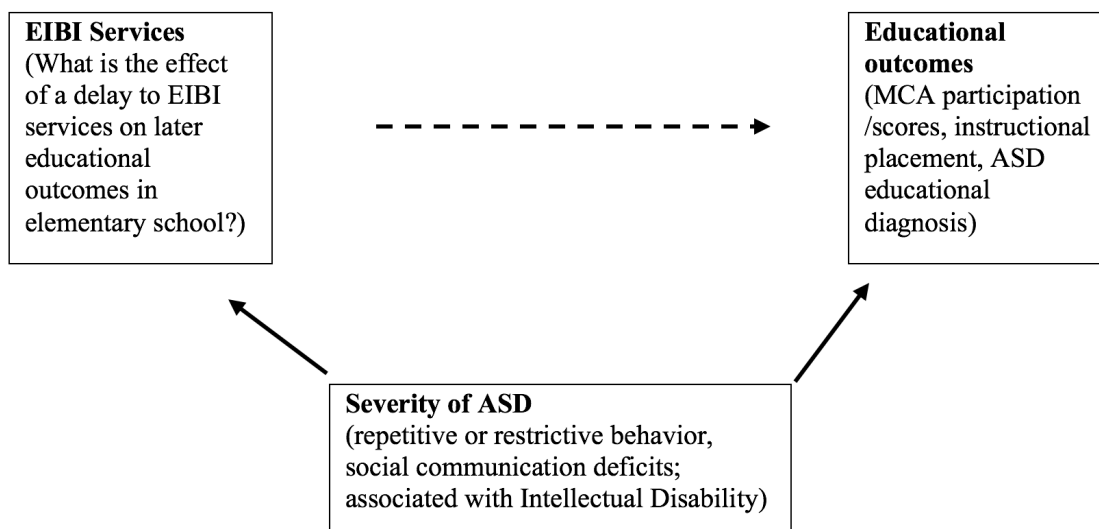 EIBI Services
(What is the effect
of a delay to EIBI
services on later
educational
outcomes in
elementary school?)
Educational
outcomes
(MCA participation
/scores, instructional
placement, ASD
educational
diagnosis)
Severity of ASD
(repetitive or restrictive behavior,
social communication deficits;
associated with Intellectual Disability)